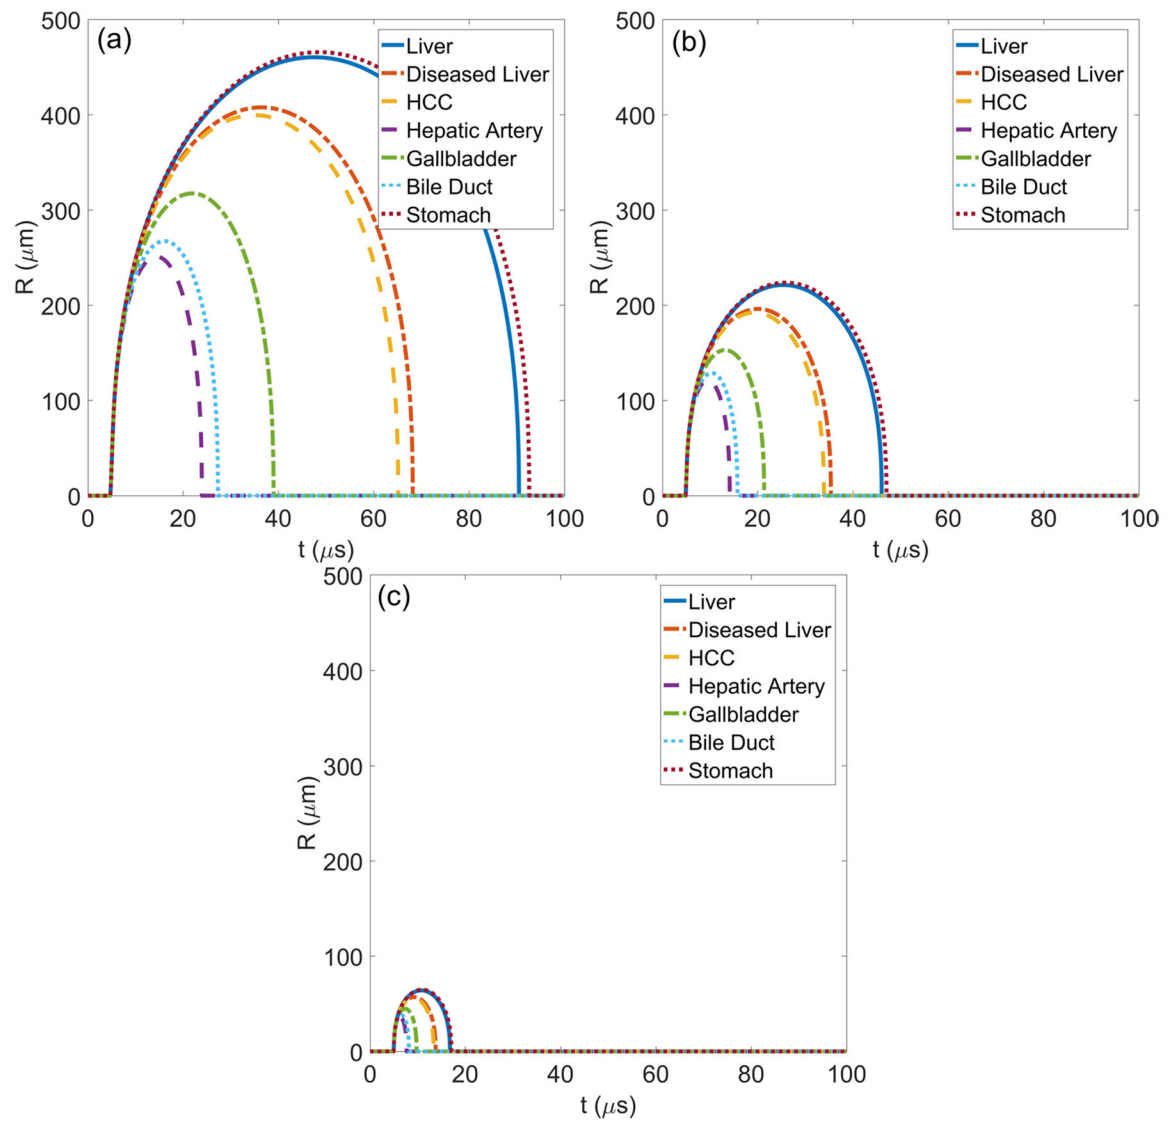 (a)
500
400
300
200
100
0
R (μm)
Liver
Diseased Liver
HCC
Hepatic Artery
Gallbladder
Bile Duct
Stomach
0 20 40 60 80 100
t (μs)
(b)
500
400
300
200
100
0
R (μm)
Liver
Diseased Liver
HCC
Hepatic Artery
Gallbladder
Bile Duct
Stomach
0 20 40 60 80 100
t (μs)
(c)
500
400
300
200
100
0
R (μm)
Liver
Diseased Liver
HCC
Hepatic Artery
Gallbladder
Bile Duct
Stomach
0 20 40 60 80 100
t (μs)